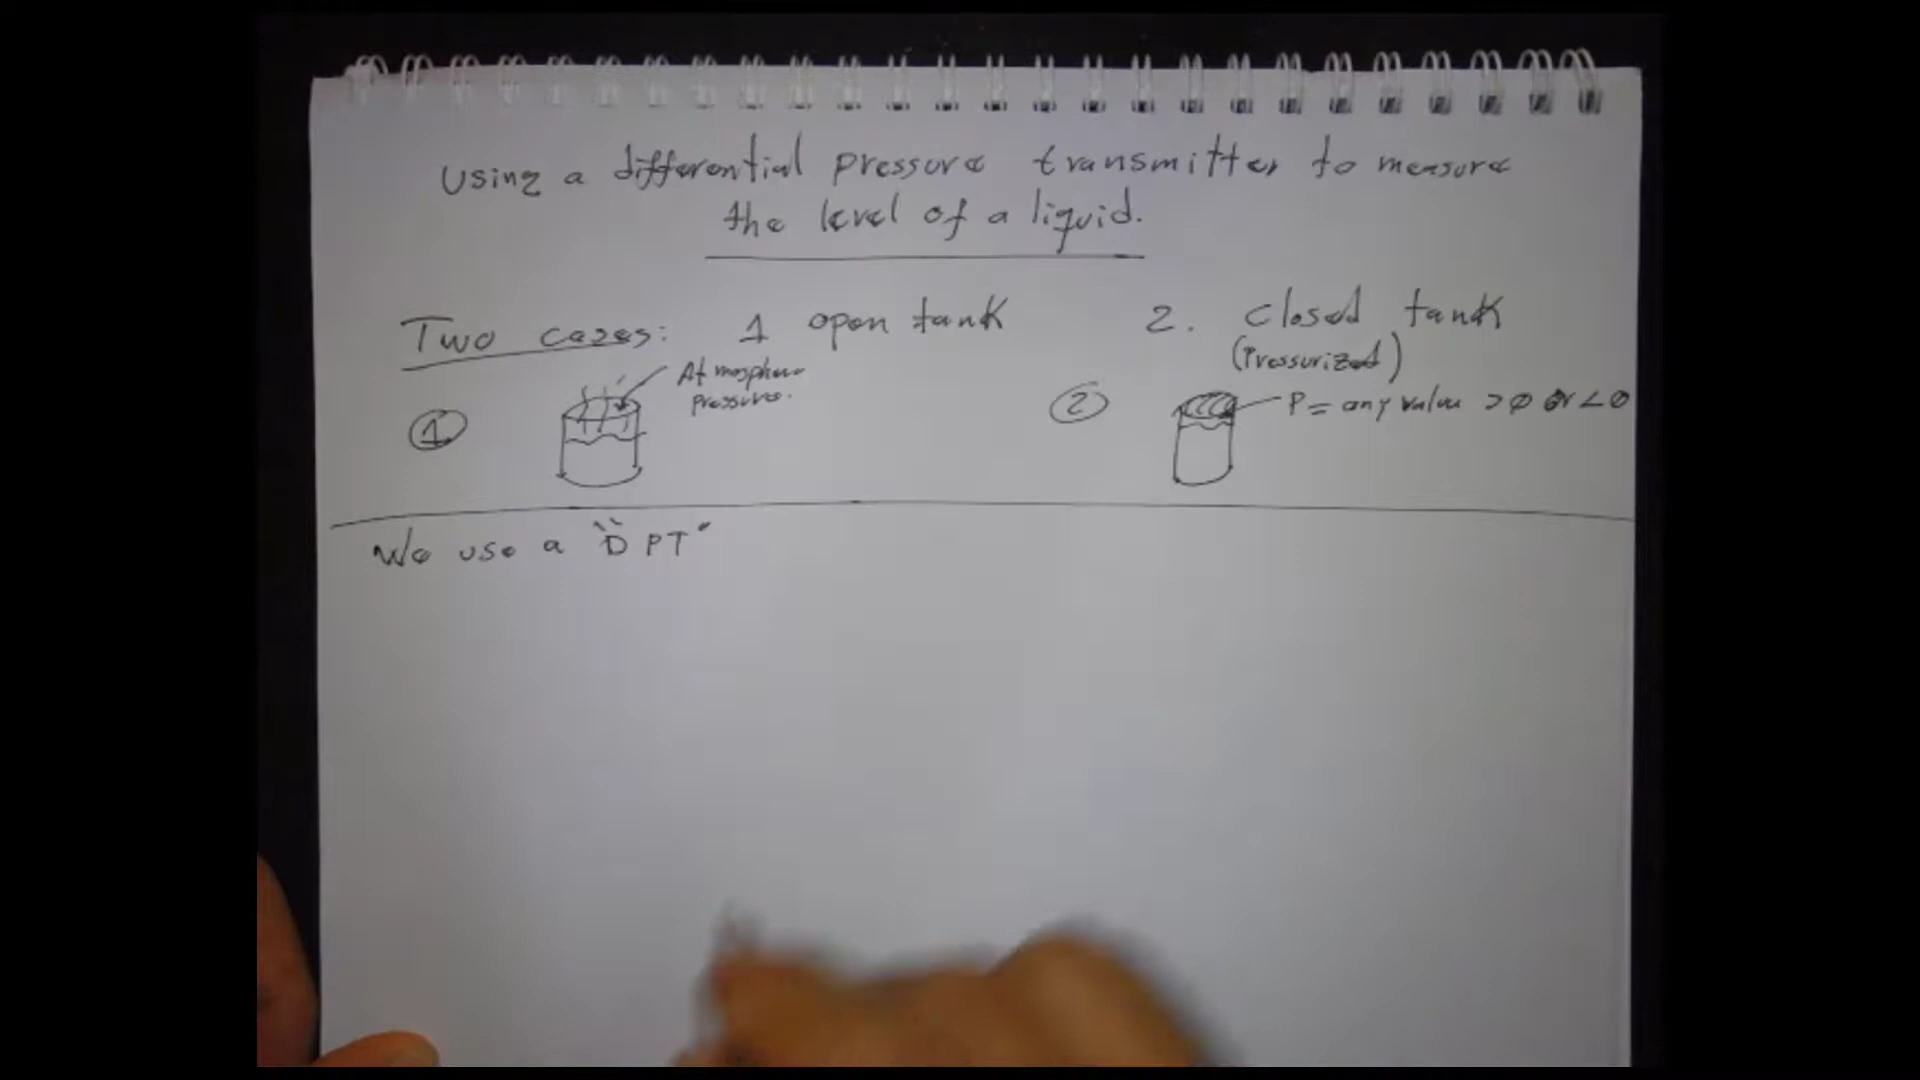 Using a differential pressure transmitter to measure
the level of a liquid.
Two cases: 1 open tank
2. closed tank
(Pressurized)
① Atmosphere
Pressure.
② P = any value > 0 or < 0
We use a "DPT"